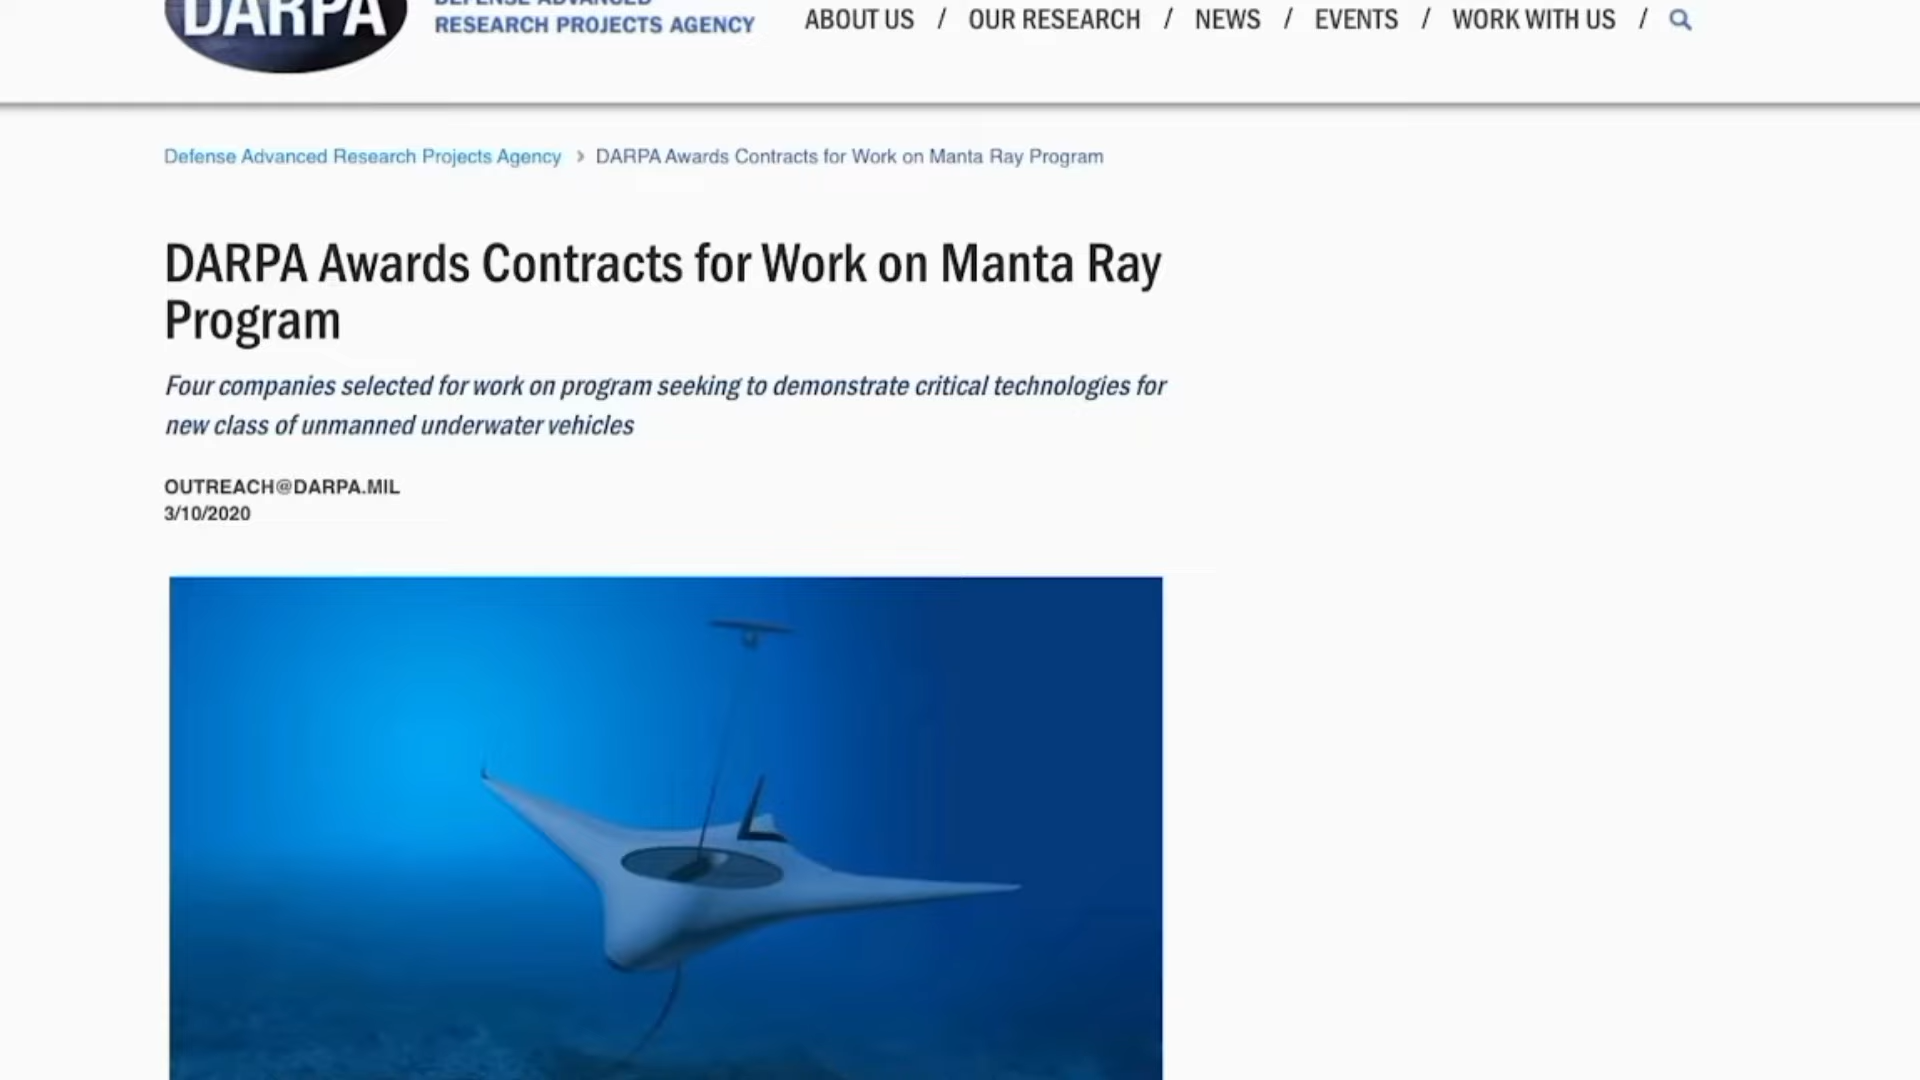 DARPA
DEFENSE ADVANCED
RESEARCH PROJECTS AGENCY
ABOUT US / OUR RESEARCH / NEWS / EVENTS / WORK WITH US /
Defense Advanced Research Projects Agency > DARPA Awards Contracts for Work on Manta Ray Program
DARPA Awards Contracts for Work on Manta Ray
Program
Four companies selected for work on program seeking to demonstrate critical technologies for
new class of unmanned underwater vehicles
OUTREACH@DARPA.MIL
3/10/2020